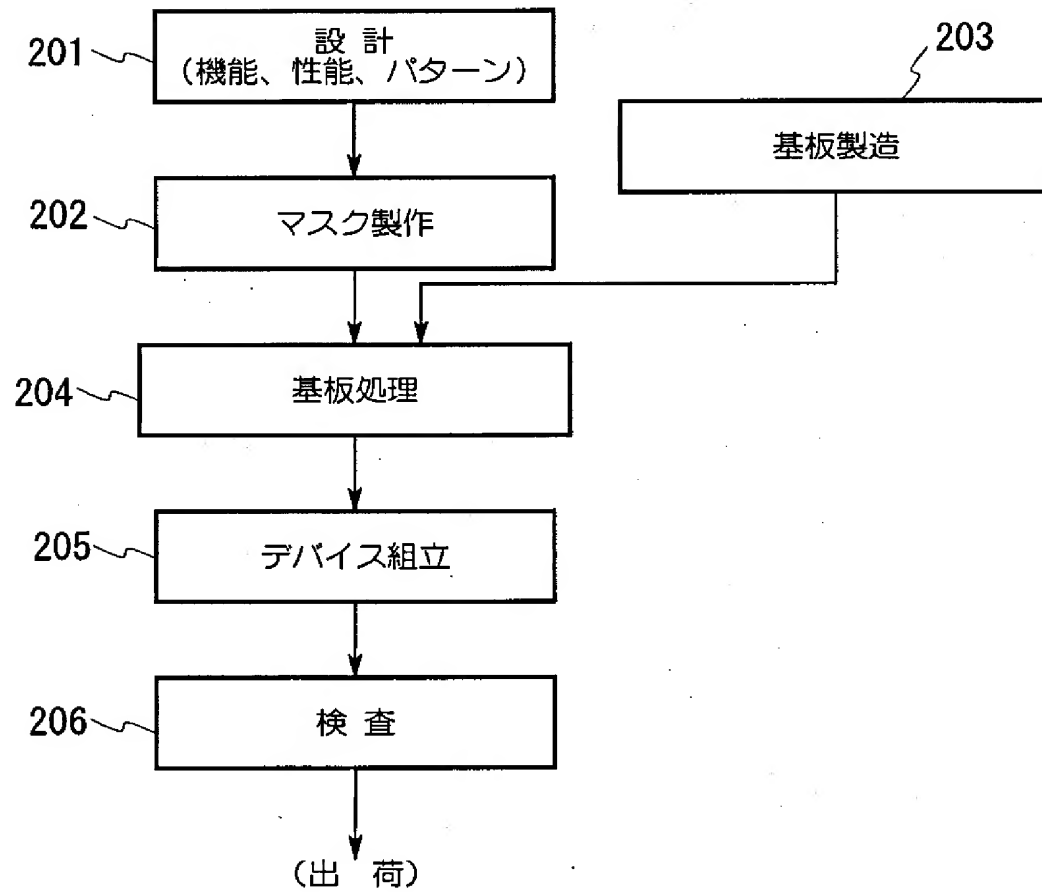 201
設 計
(機能、性能、パターン)
203
基板製造
202
マスク製作
204
基板処理
205
デバイス組立
206
検 査
(出 荷)